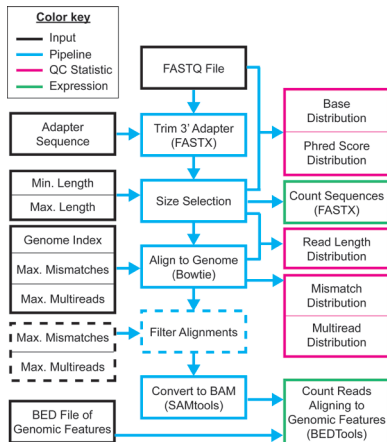 Color key
Input
Pipeline
QC Statistic
Expression
FASTQ File
Adapter
Sequence
Trim 3' Adapter
(FASTX)
Base
Distribution
Phred Score
Distribution
Min. Length
Max. Length
Size Selection
Count Sequences
(FASTX)
Genome Index
Max. Mismatches
Max. Multireads
Align to Genome
(Bowtie)
Read Length
Distribution
Mismatch
Distribution
Multiread
Distribution
Max. Mismatches
Max. Multireads
Filter Alignments
Convert to BAM
(SAMtools)
BED File of
Genomic Features
Count Reads
Aligning to
Genomic Features
(BEDTools)